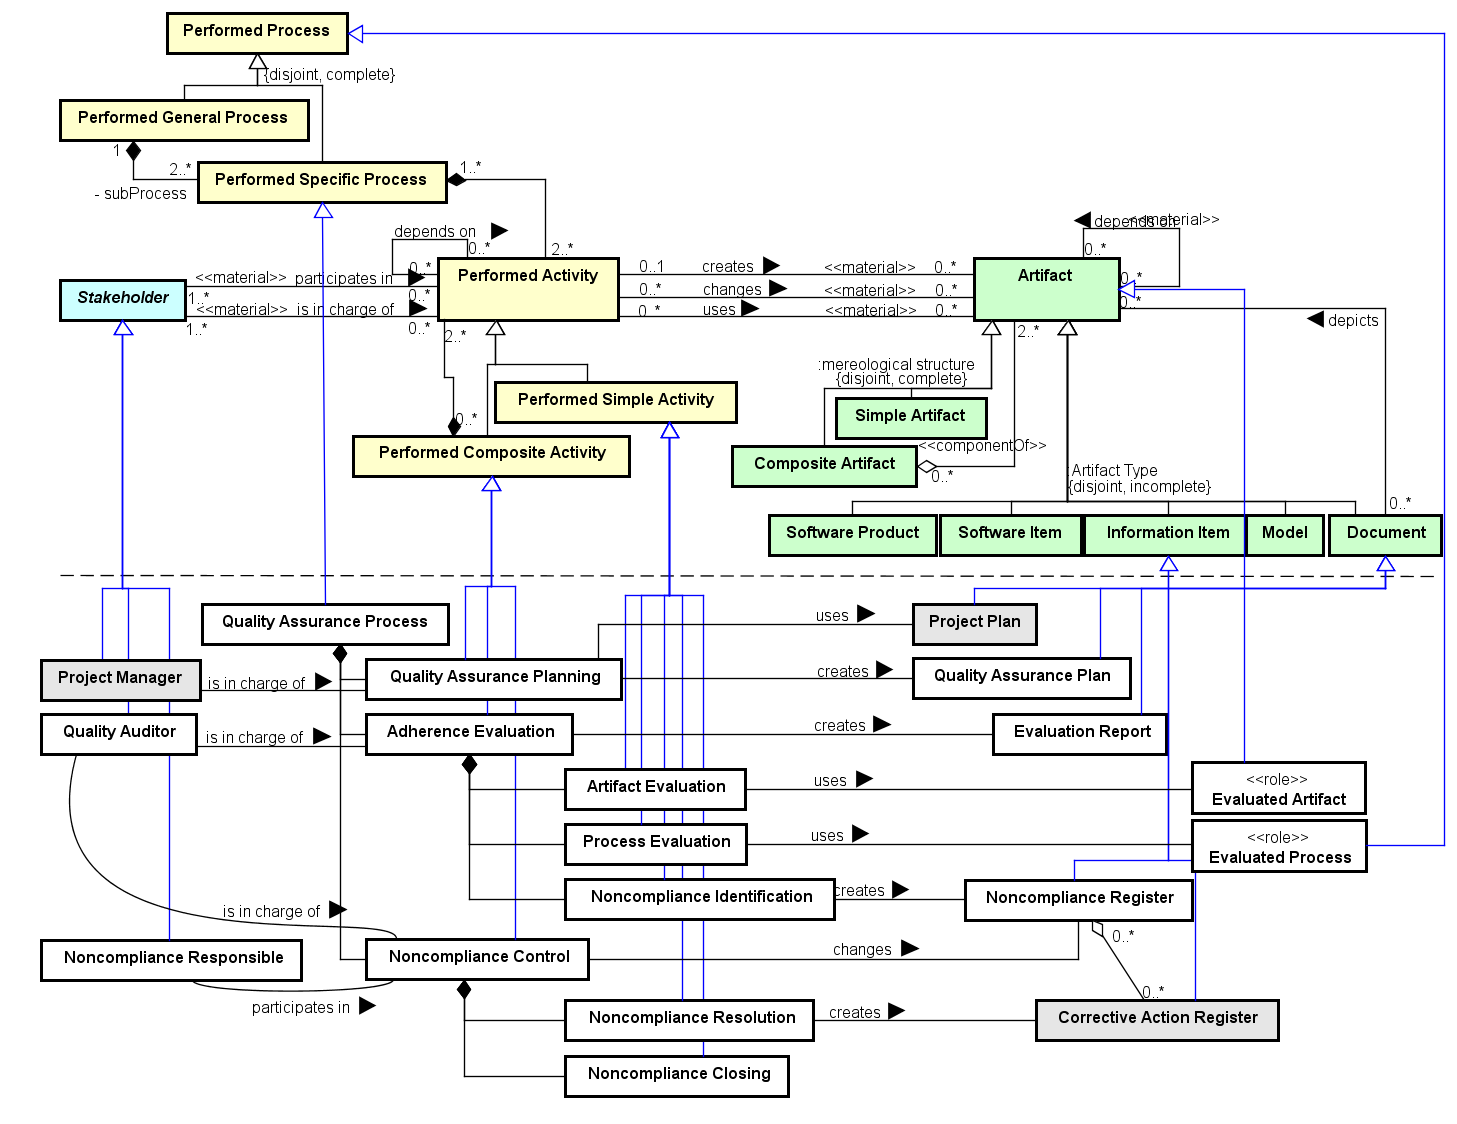 Performed Process
{disjoint, complete}
Performed General Process
1
2..*
- subProcess
Performed Specific Process
1..*
depends on
0..*
0..*
2..*
<<material>> participates in
1..*
0..*
Stakeholder
<<material>> is in charge of
1..*
0..*
Performed Activity
0..1 creates <<material>> 0..*
0..* changes <<material>> 0..*
0..* uses <<material>> 0..*
depends on
<<material>>
0..*
0..*
Artifact
0..*
depicts
2..*
2..*
:mereological structure
{disjoint, complete}
Performed Simple Activity
Simple Artifact
0..*
Performed Composite Activity
<<componentOf>>
Composite Artifact
0..*
:Artifact Type
{disjoint, incomplete}
0..*
Software Product
Software Item
Information Item
Model
Document
Quality Assurance Process
uses
Project Plan
Project Manager
is in charge of
Quality Assurance Planning
creates
Quality Assurance Plan
Quality Auditor
is in charge of
Adherence Evaluation
creates
Evaluation Report
Artifact Evaluation
uses
<<role>>
Evaluated Artifact
Process Evaluation
uses
<<role>>
Evaluated Process
Noncompliance Identification
creates
Noncompliance Register
is in charge of
0..*
Noncompliance Responsible
Noncompliance Control
changes
participates in
0..*
Noncompliance Resolution
creates
Corrective Action Register
Noncompliance Closing